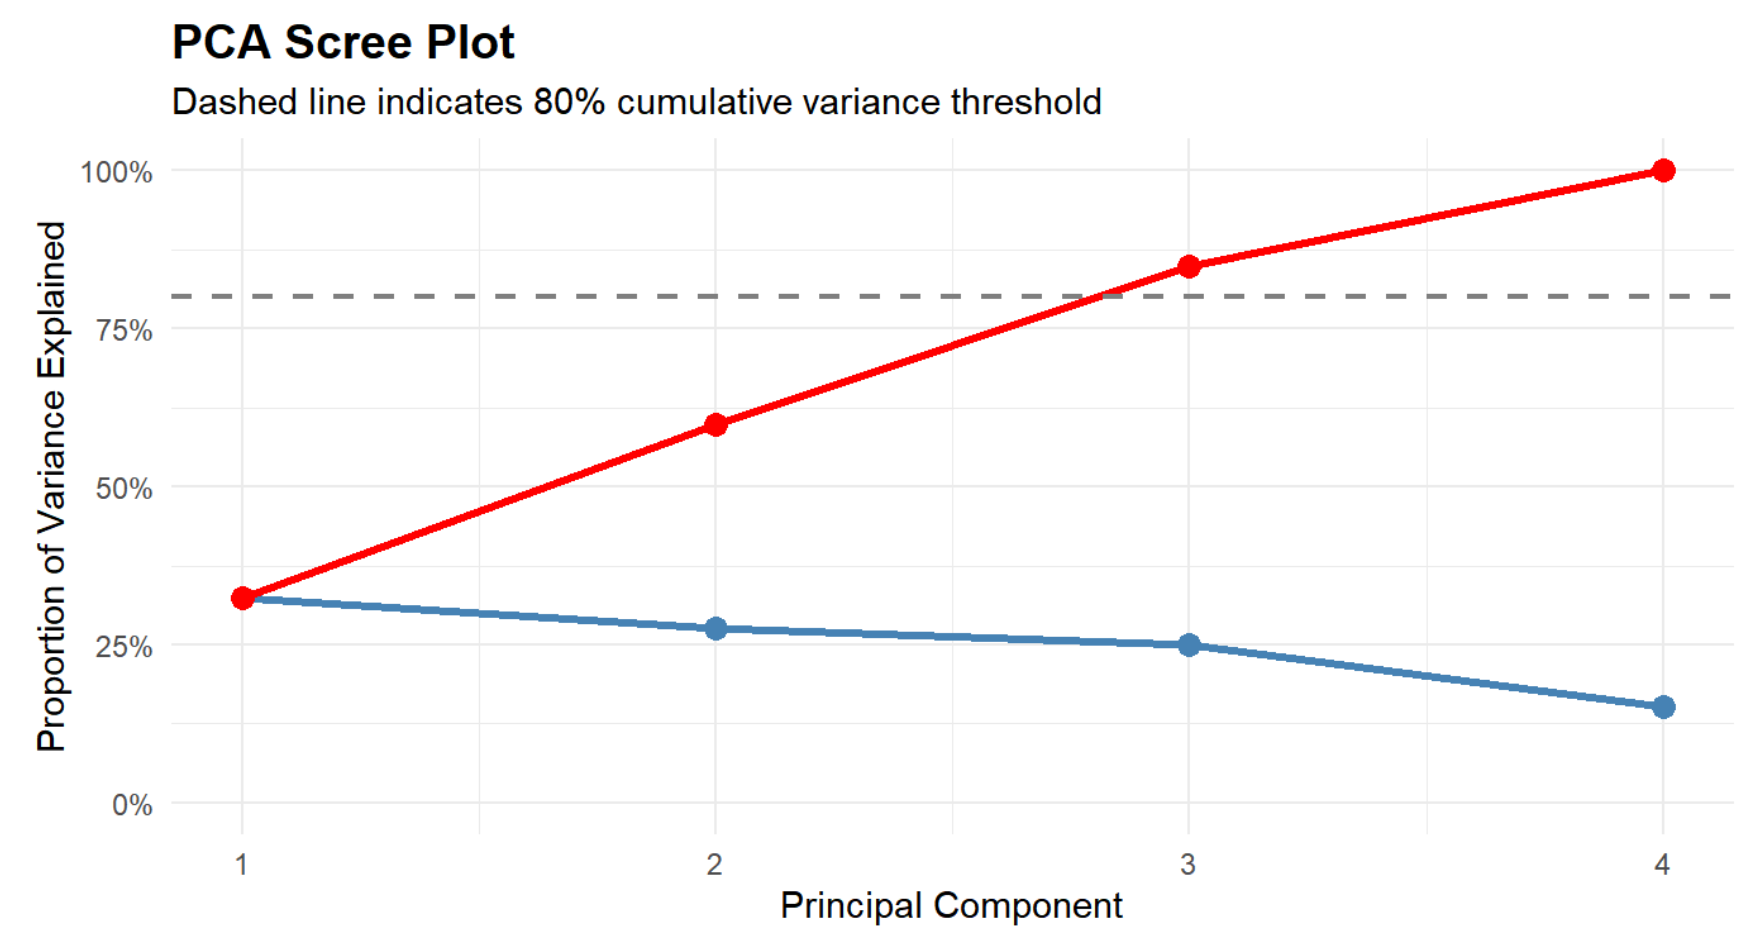 PCA Scree Plot
Dashed line indicates 80% cumulative variance threshold
100%
75%
50%
25%
0%
Proportion of Variance Explained
1 2 3 4
Principal Component